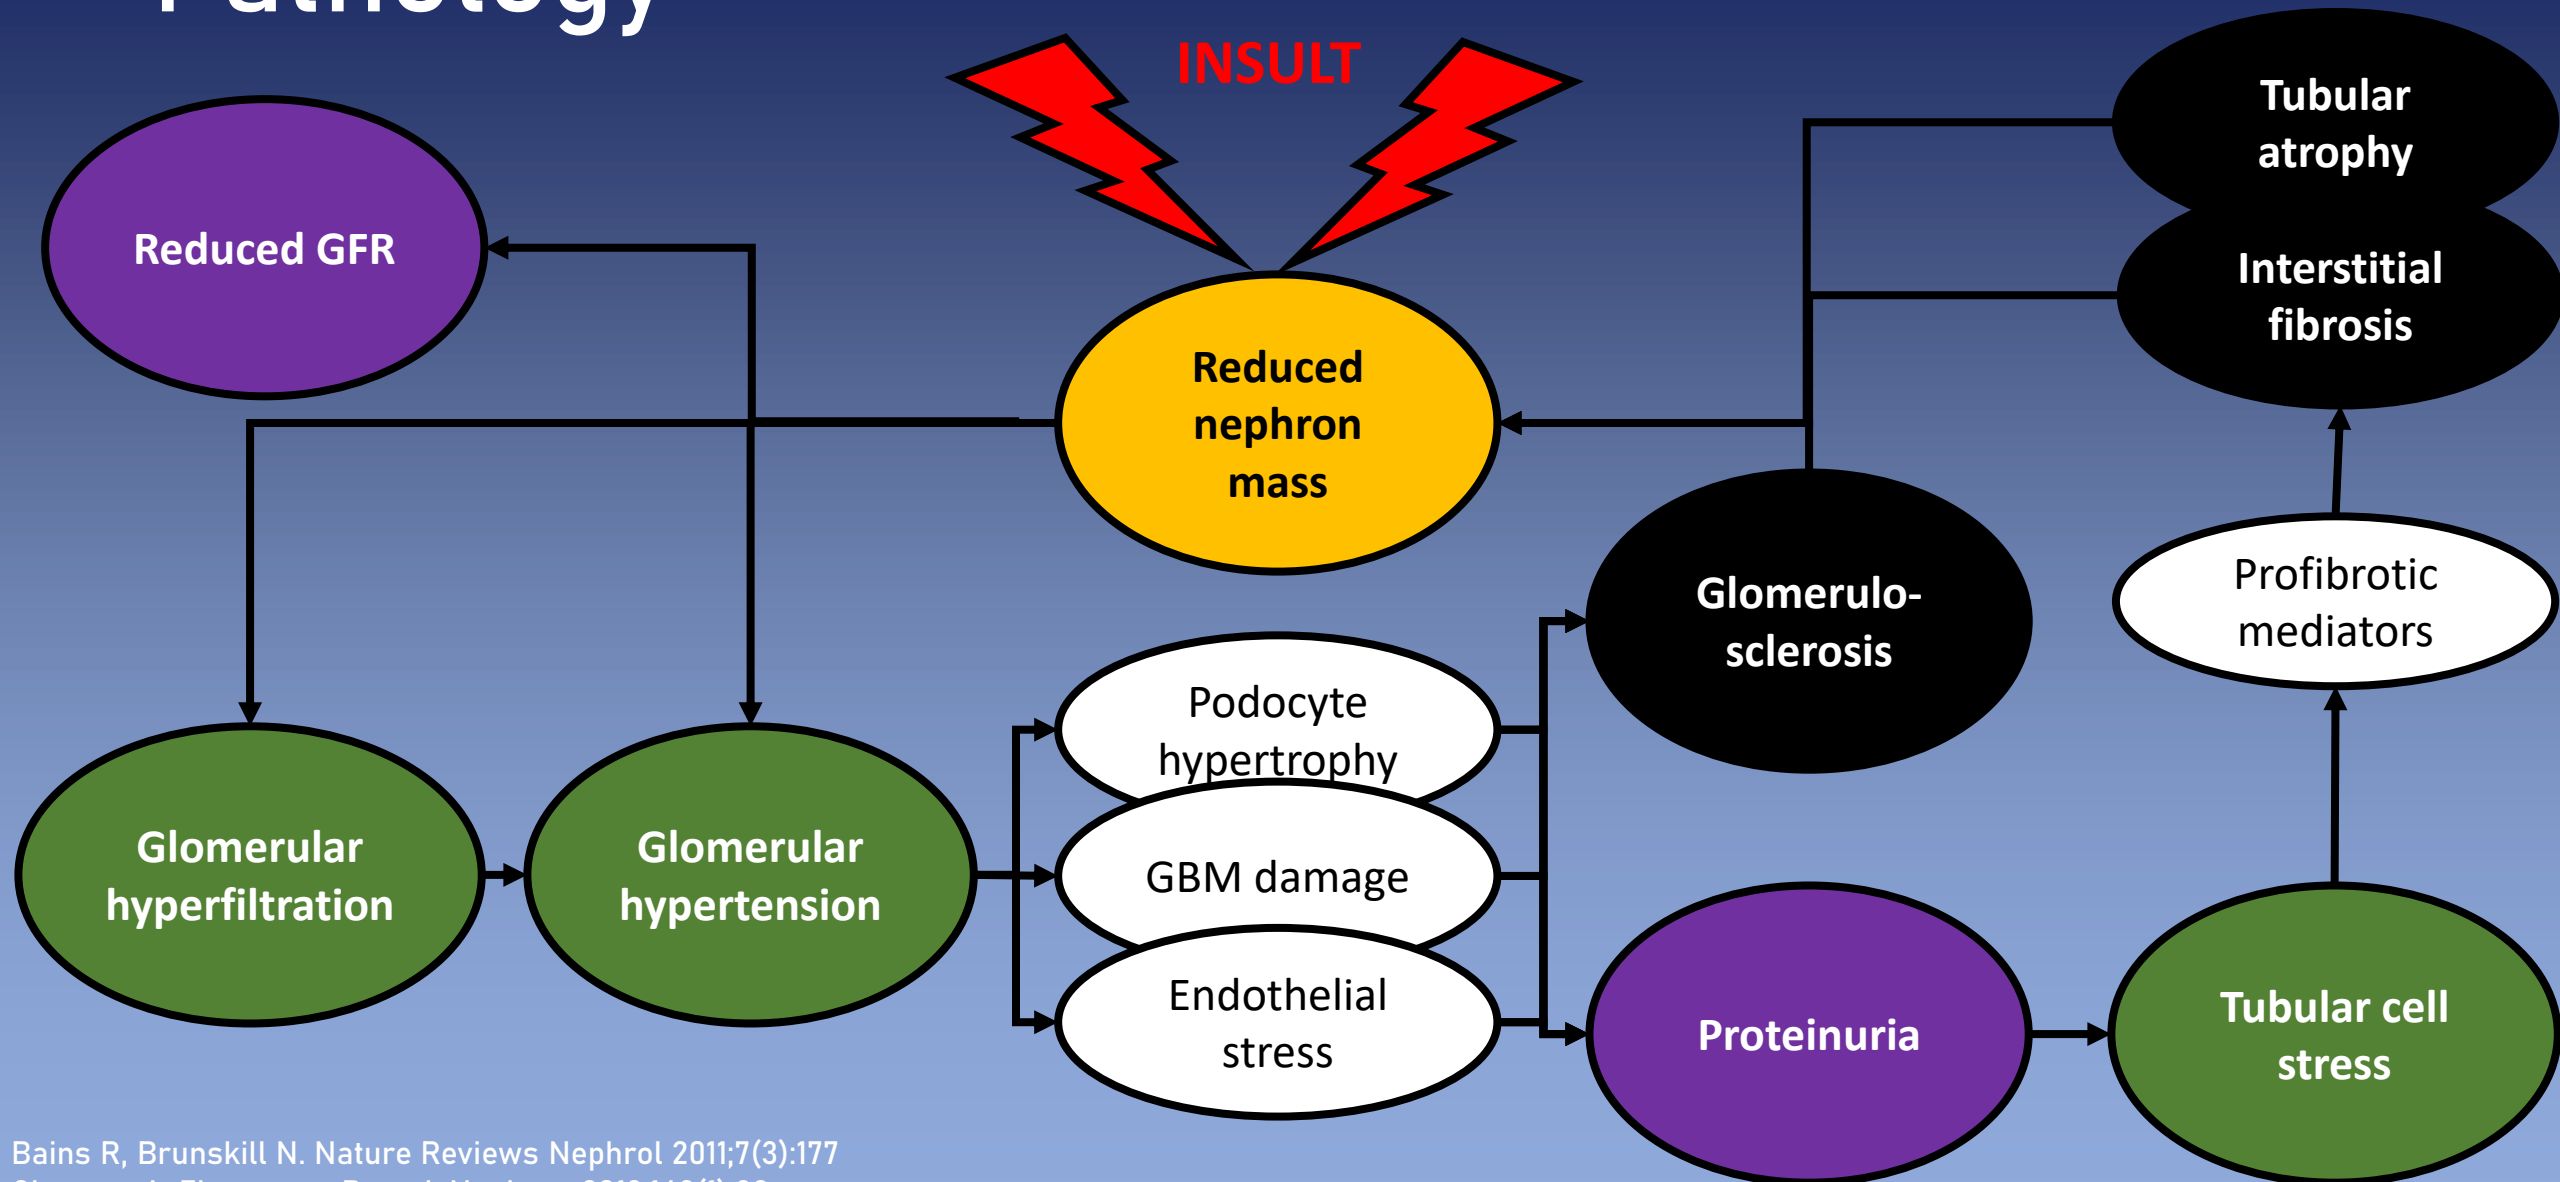 Pathology
INSULT
Tubular
atrophy
Reduced GFR
Interstitial
fibrosis
Reduced
nephron
mass
Glomerulo-
sclerosis
Profibrotic
mediators
Podocyte
hypertrophy
Glomerular
hyperfiltration
Glomerular
hypertension
GBM damage
Endothelial
stress
Proteinuria
Tubular cell
stress
Bains R, Brunskill N. Nature Reviews Nephrol 2011;7(3):177